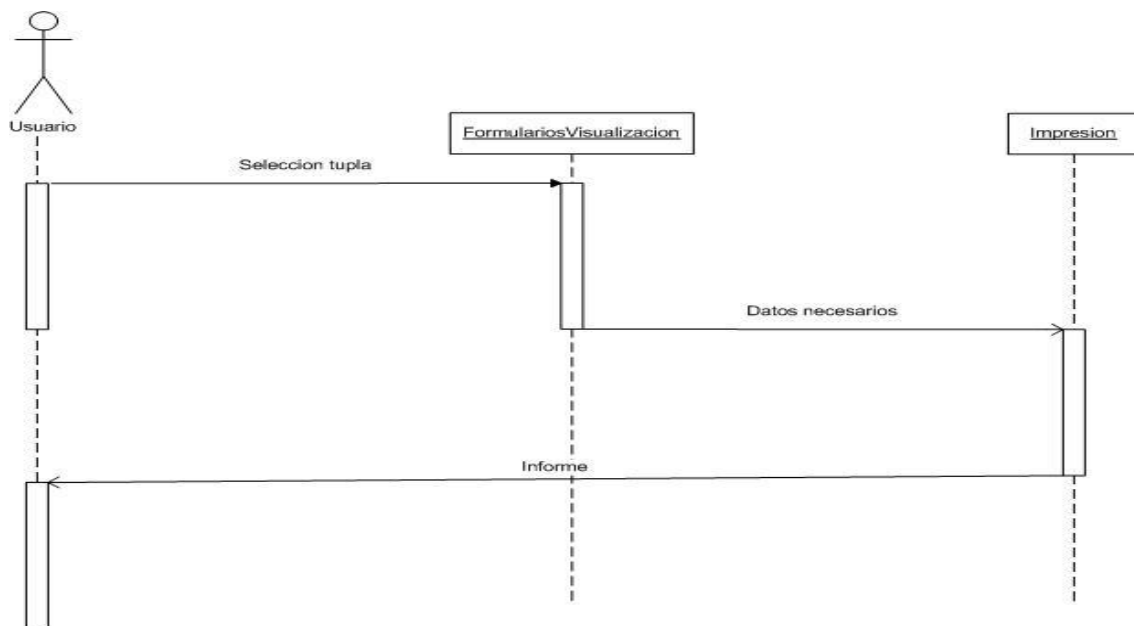 Usuario
FormulariosVisualizacion
Impresion
Seleccion tupla
Datos necesarios
Informe